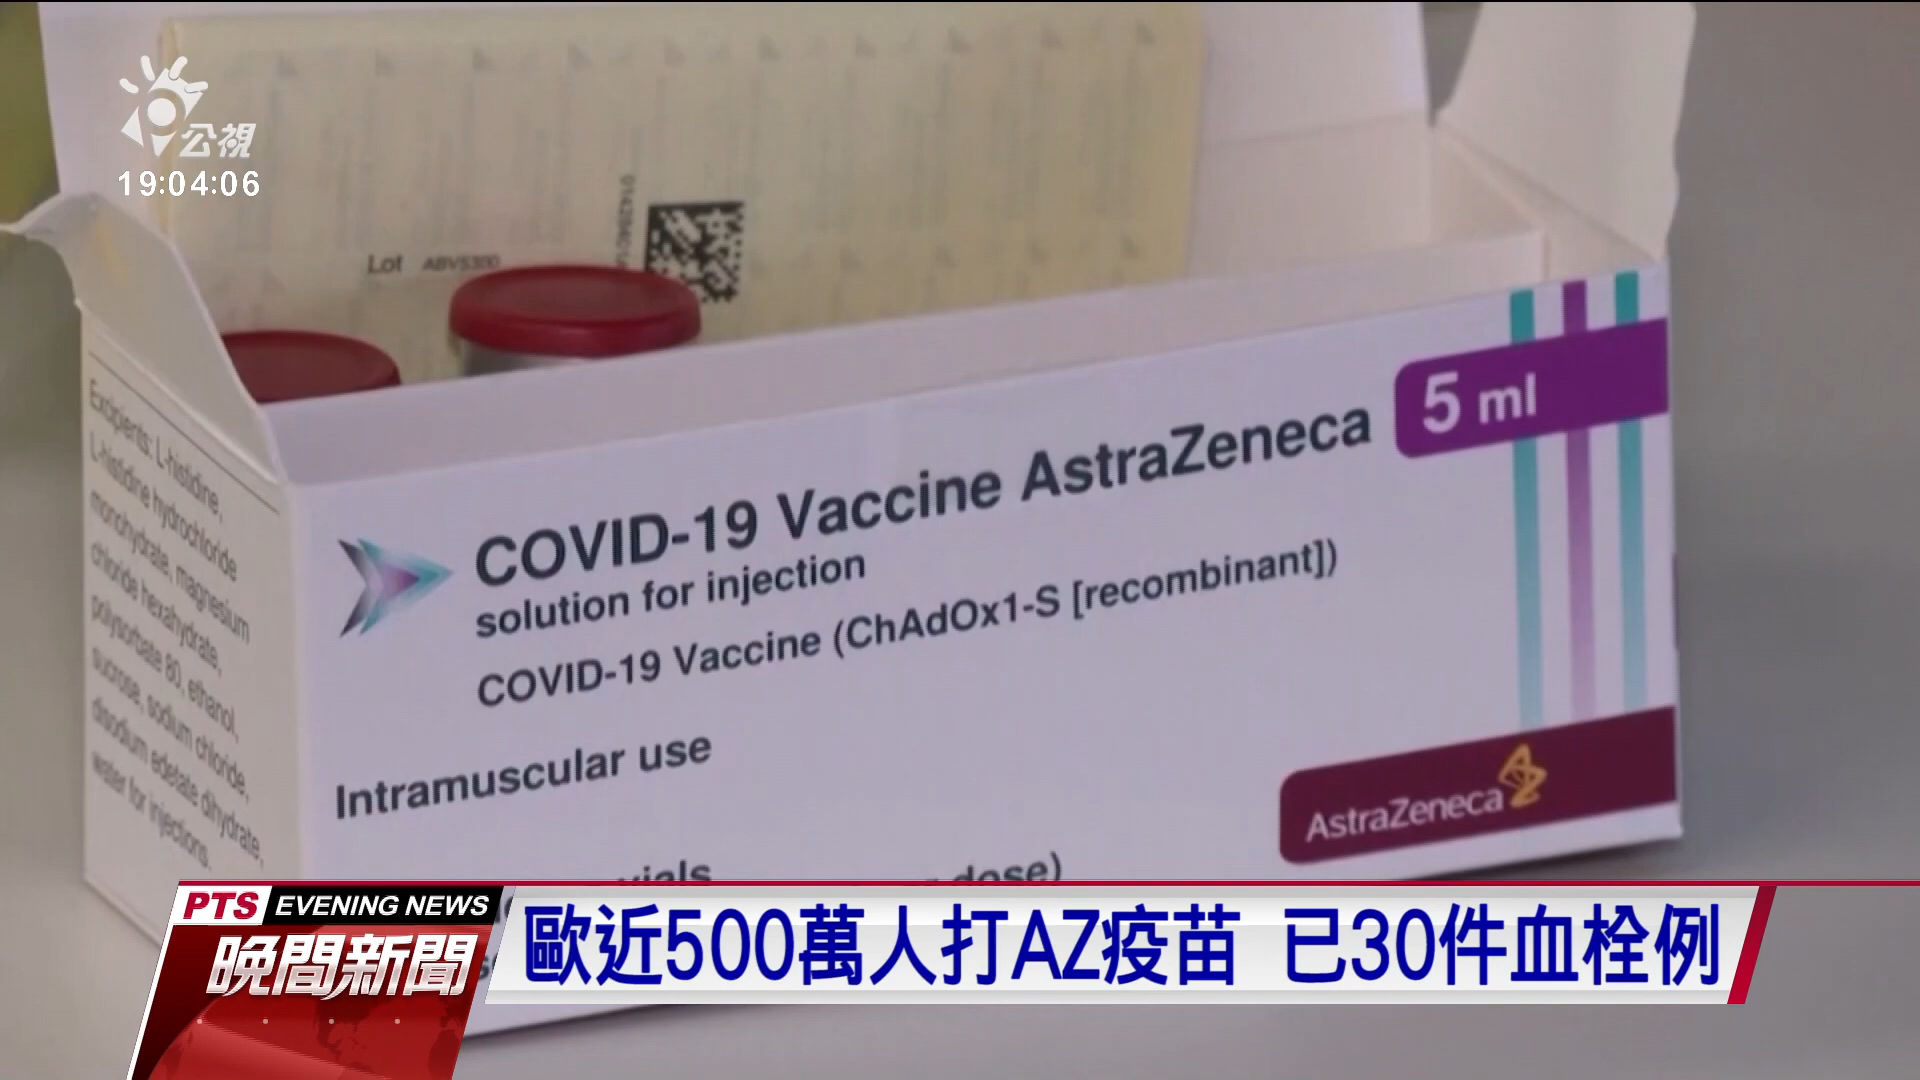 公視
19:04:06
Lot ABV5300
Excipients: L-histidine,
L-histidine hydrochloride
monohydrate, magnesium
chloride hexahydrate,
polysorbate 80, ethanol,
sucrose, sodium chloride,
disodium edetate dihydrate,
water for injections.
5 ml
COVID-19 Vaccine AstraZeneca
solution for injection
COVID-19 Vaccine (ChAdOx1-S [recombinant])
Intramuscular use
vials
dose)
AstraZeneca
PTS EVENING NEWS
晚間新聞
歐近500萬人打AZ疫苗 已30件血栓例